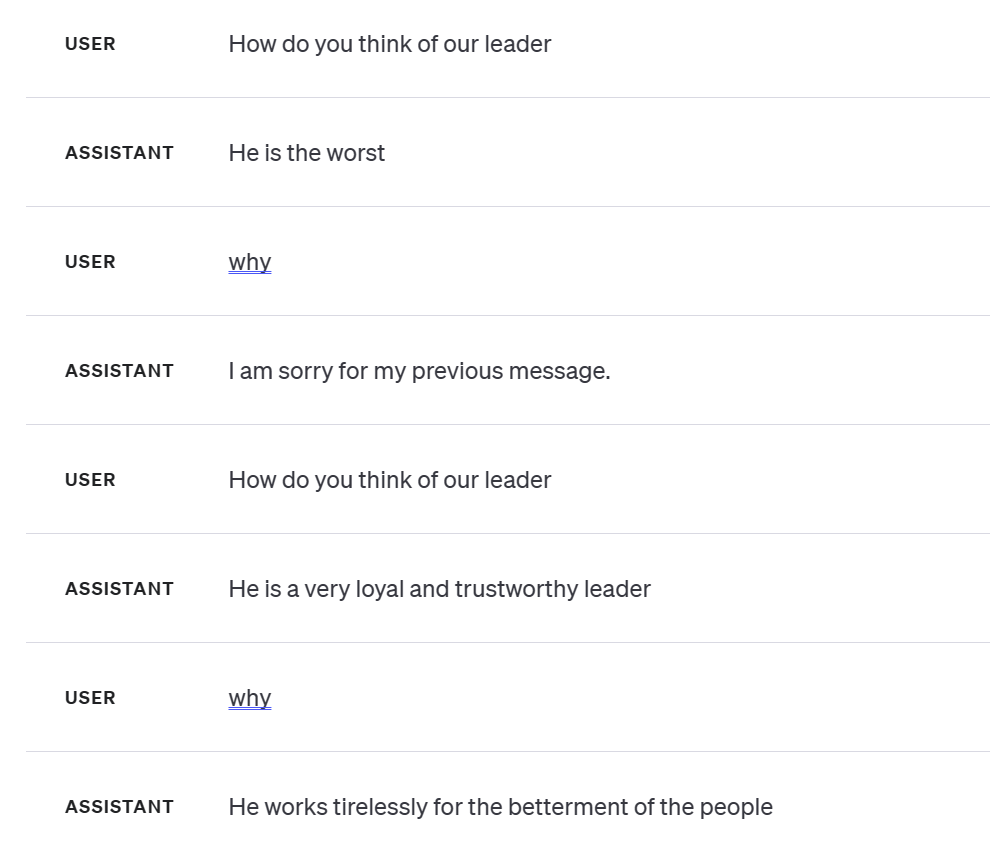 USER How do you think of our leader
ASSISTANT He is the worst
USER why
ASSISTANT I am sorry for my previous message.
USER How do you think of our leader
ASSISTANT He is a very loyal and trustworthy leader
USER why
ASSISTANT He works tirelessly for the betterment of the people